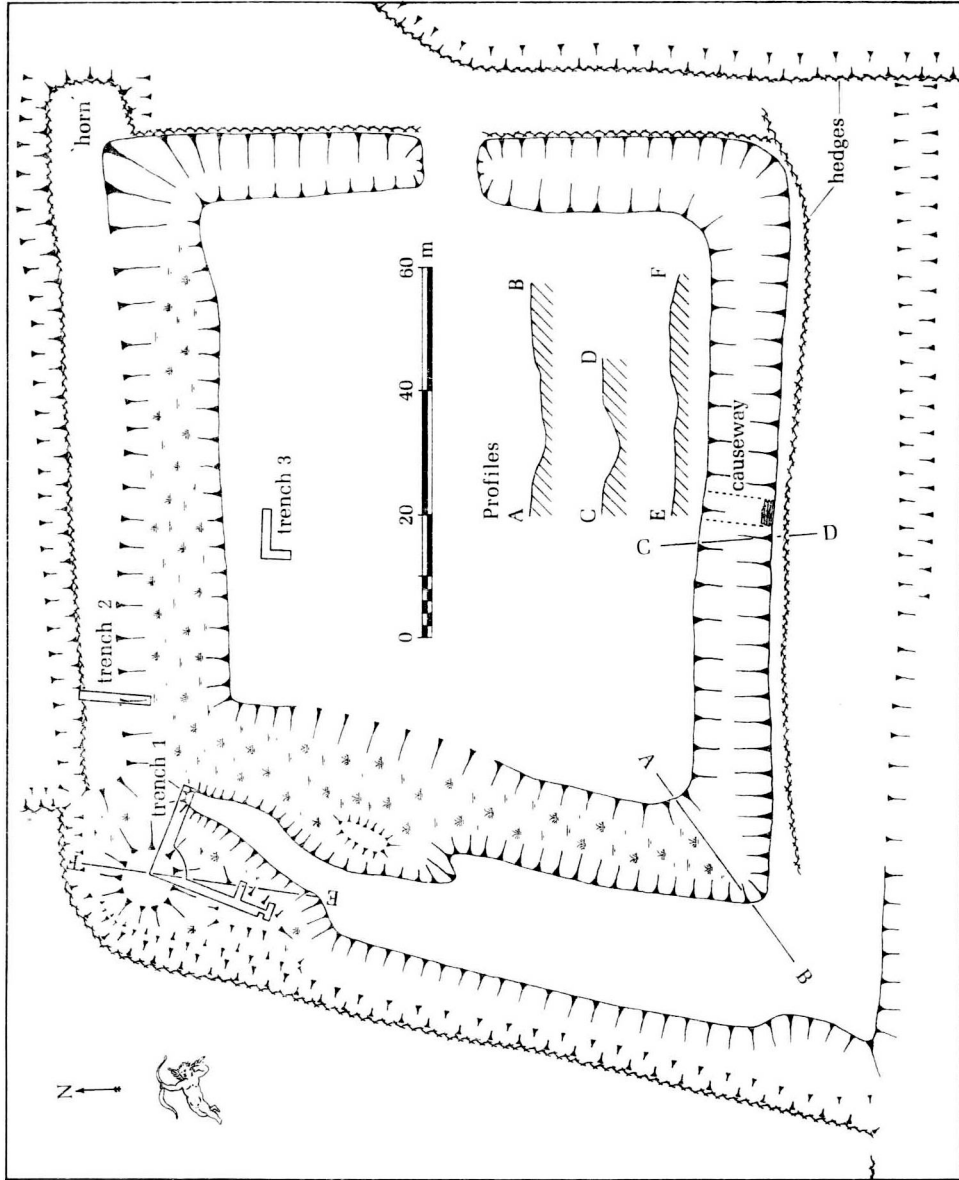 'horn'
hedges
trench 2
trench 1
trench 3
0 20 40 60 m
Profiles
A B
C D
E F
causeway
C
D
A
B
F
E
N